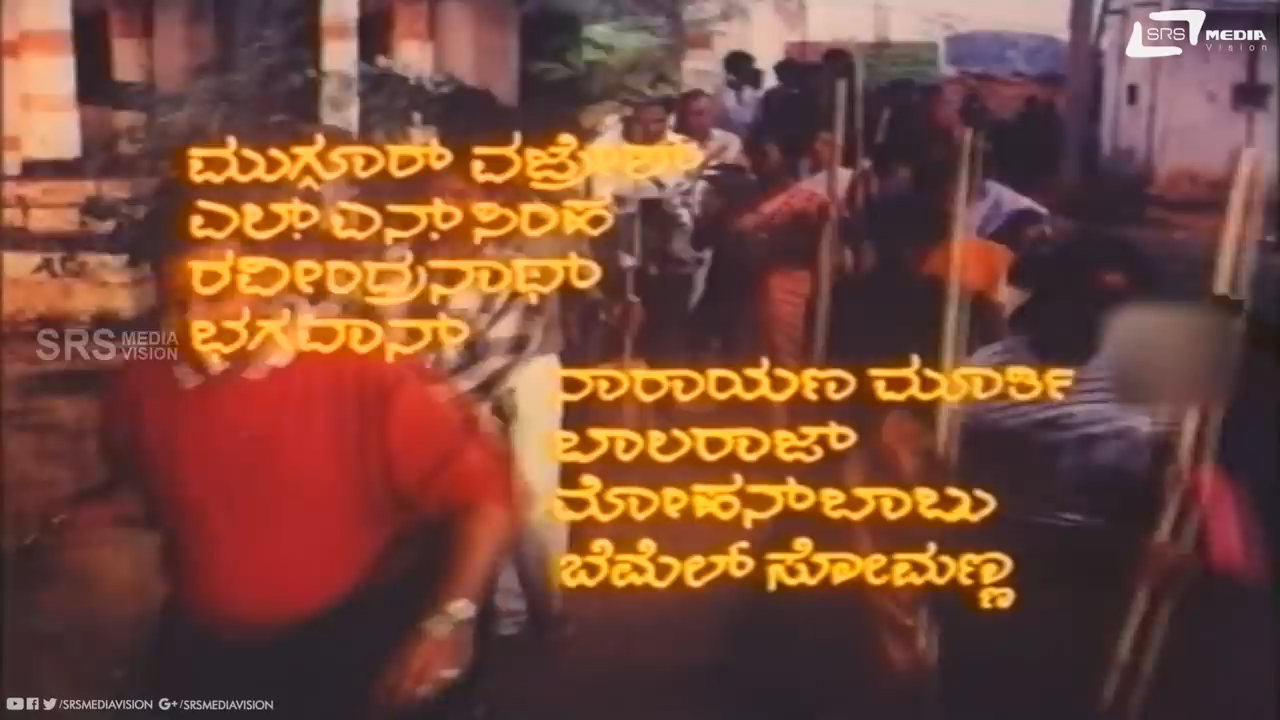 SRS MEDIA
Vision
ಮುಗ್ಗೂರ್ ವಜ್ರೇಶ್
ಎಲ್.ಎನ್.ಸಿಂಹ
ರವೀಂದ್ರನಾಥ್
ಭಗವಾನ್
SRS MEDIA
VISION
ನಾರಾಯಣ ಮೂರ್ತಿ
ಬಾಲರಾಜ್
ಮೋಹನ್‌ಬಾಬು
ಬೆಮೆಲ್ ಸೋಮಣ್ಣ
/SRSMEDIAVISION G+/SRSMEDIAVISION